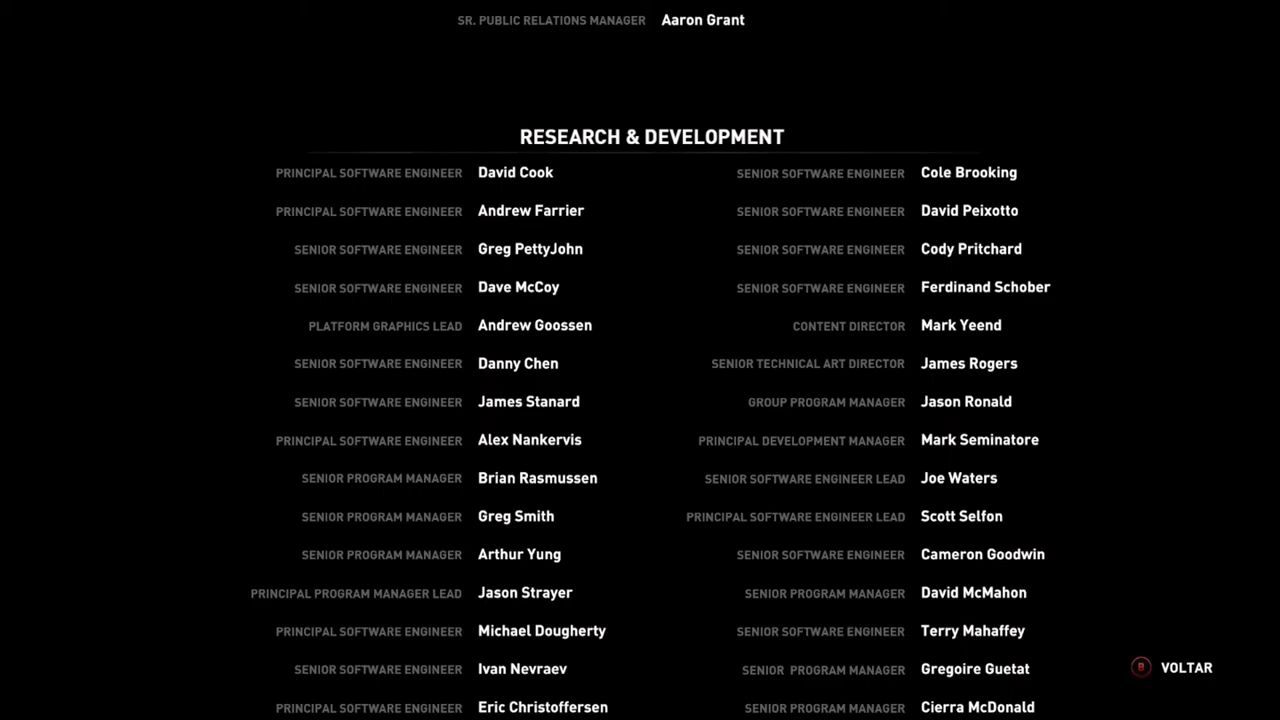 SR. PUBLIC RELATIONS MANAGER Aaron Grant
RESEARCH & DEVELOPMENT
PRINCIPAL SOFTWARE ENGINEER David Cook SENIOR SOFTWARE ENGINEER Cole Brooking
PRINCIPAL SOFTWARE ENGINEER Andrew Farrier SENIOR SOFTWARE ENGINEER David Peixotto
SENIOR SOFTWARE ENGINEER Greg PettyJohn SENIOR SOFTWARE ENGINEER Cody Pritchard
SENIOR SOFTWARE ENGINEER Dave McCoy SENIOR SOFTWARE ENGINEER Ferdinand Schober
PLATFORM GRAPHICS LEAD Andrew Goossen CONTENT DIRECTOR Mark Yeend
SENIOR SOFTWARE ENGINEER Danny Chen SENIOR TECHNICAL ART DIRECTOR James Rogers
SENIOR SOFTWARE ENGINEER James Stanard GROUP PROGRAM MANAGER Jason Ronald
PRINCIPAL SOFTWARE ENGINEER Alex Nankervis PRINCIPAL DEVELOPMENT MANAGER Mark Seminatore
SENIOR PROGRAM MANAGER Brian Rasmussen SENIOR SOFTWARE ENGINEER LEAD Joe Waters
SENIOR PROGRAM MANAGER Greg Smith PRINCIPAL SOFTWARE ENGINEER LEAD Scott Selfon
SENIOR PROGRAM MANAGER Arthur Yung SENIOR SOFTWARE ENGINEER Cameron Goodwin
PRINCIPAL PROGRAM MANAGER LEAD Jason Strayer SENIOR PROGRAM MANAGER David McMahon
PRINCIPAL SOFTWARE ENGINEER Michael Dougherty SENIOR SOFTWARE ENGINEER Terry Mahaffey
SENIOR SOFTWARE ENGINEER Ivan Nevraev SENIOR PROGRAM MANAGER Gregoire Guetat
B VOLTAR
PRINCIPAL SOFTWARE ENGINEER Eric Christoffersen SENIOR PROGRAM MANAGER Cierra McDonald